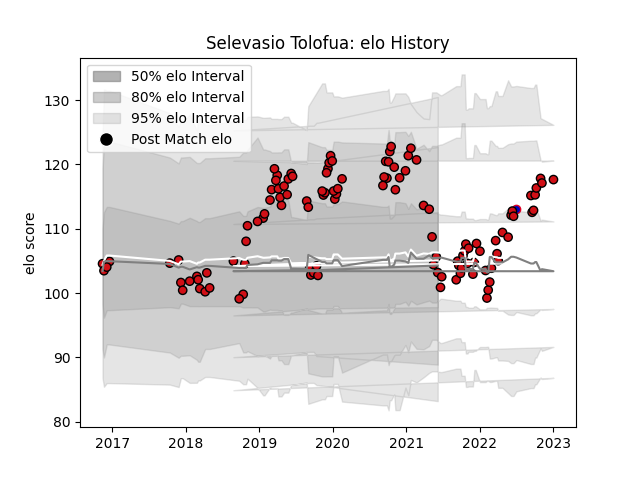 Selevasio Tolofua: elo History
50% elo Interval
80% elo Interval
95% elo Interval
Post Match elo
elo score
130
120
110
100
90
80
2017 2018 2019 2020 2021 2022 2023